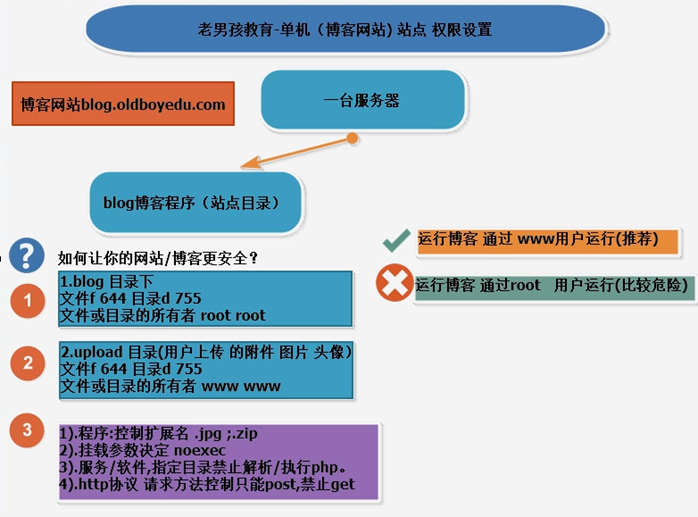 老男孩教育-单机（博客网站) 站点 权限设置
博客网站blog.oldboyedu.com
一台服务器
blog博客程序（站点目录）
运行博客 通过 www用户运行(推荐)
? 如何让你的网站/博客更安全？
运行博客 通过root 用户运行(比较危险)
1
1.blog 目录下
文件f 644 目录d 755
文件或目录的所有者 root root
2
2.upload 目录(用户上传 的附件 图片 头像)
文件f 644 目录d 755
文件或目录的所有者 www www
3
1).程序:控制扩展名 .jpg ;.zip
2).挂载参数决定 noexec
3).服务/软件,指定目录禁止解析/执行php。
4).http协议 请求方法控制只能post,禁止get